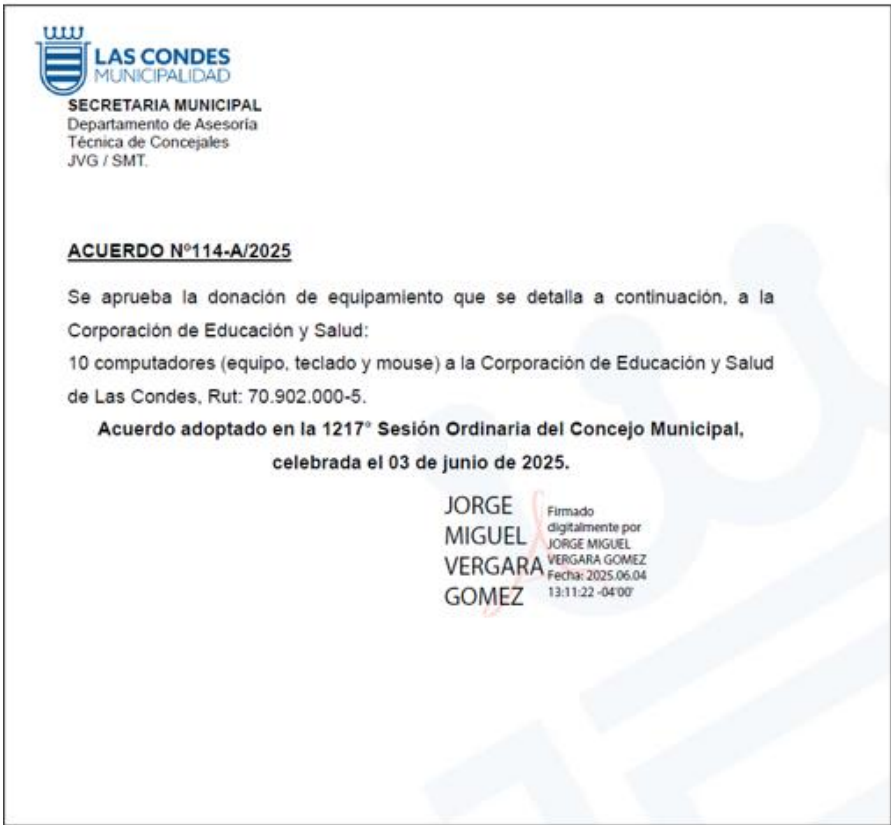 LAS CONDES
MUNICIPALIDAD
SECRETARIA MUNICIPAL
Departamento de Asesoría
Técnica de Concejales
JVG / SMT.
ACUERDO Nº114-A/2025
Se aprueba la donación de equipamiento que se detalla a continuación, a la
Corporación de Educación y Salud:
10 computadores (equipo, teclado y mouse) a la Corporación de Educación y Salud
de Las Condes, Rut: 70.902.000-5.
Acuerdo adoptado en la 1217° Sesión Ordinaria del Concejo Municipal,
celebrada el 03 de junio de 2025.
JORGE
MIGUEL
VERGARA
GOMEZ
Firmado
digitalmente por
JORGE MIGUEL
VERGARA GOMEZ
Fecha: 2025.06.04
13:11:22 -04'00'